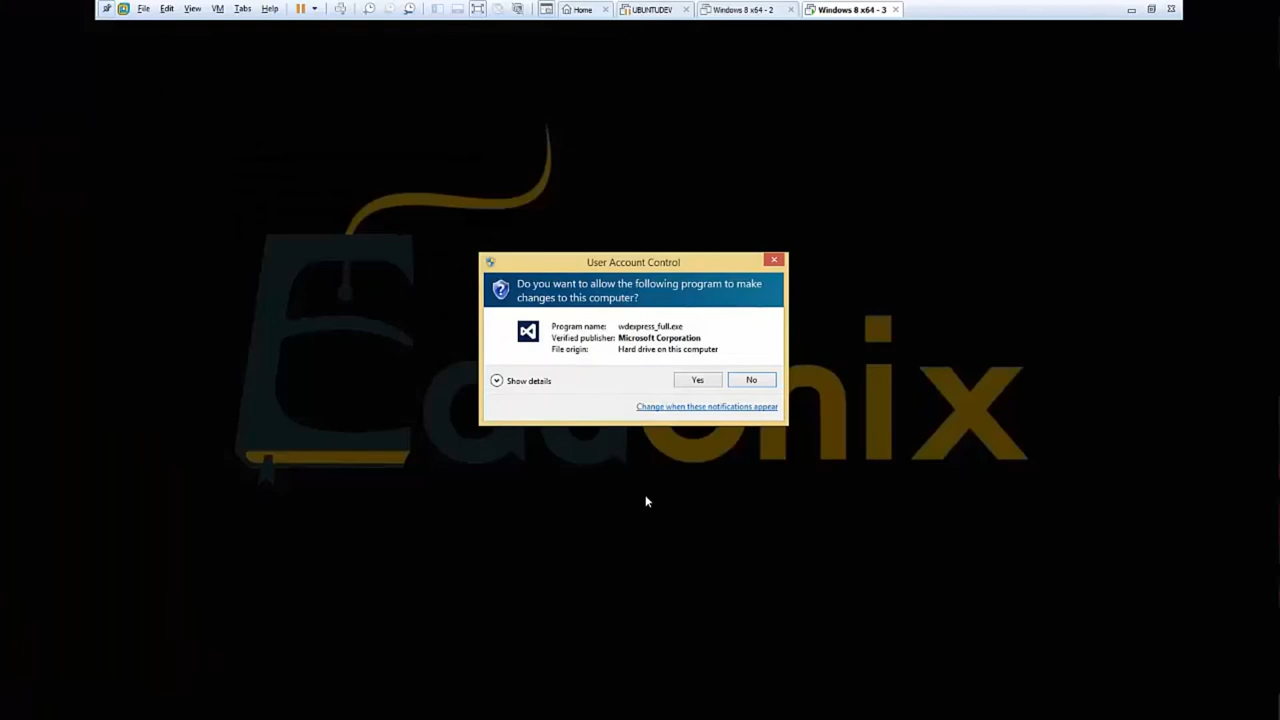 File Edit View VM Tabs Help Home UBUNTUDEV Windows 8 x64 - 2 Windows 8 x64 - 3
User Account Control
Do you want to allow the following program to make
changes to this computer?
Program name: wdexpress_full.exe
Verified publisher: Microsoft Corporation
File origin: Hard drive on this computer
Show details Yes No
Change when these notifications appear
Eduonix